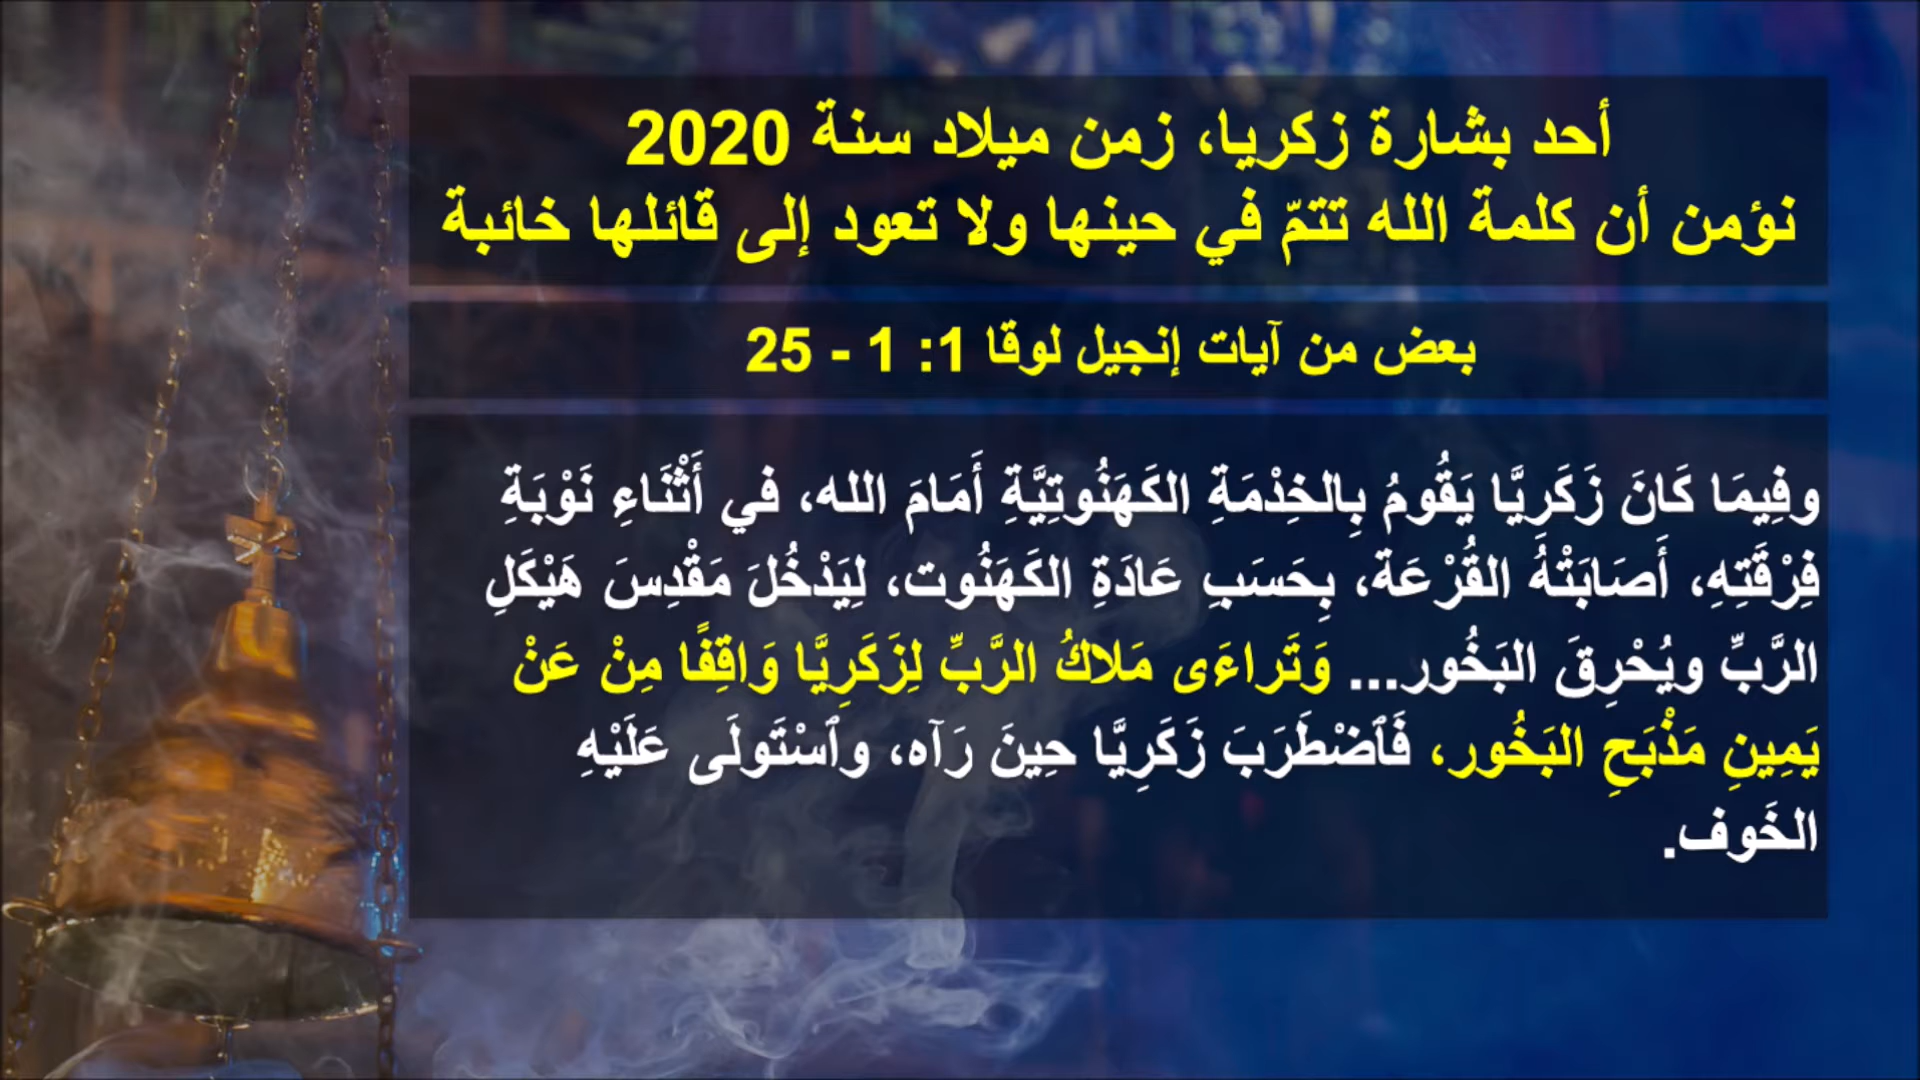 أحد بشارة زكريا، زمن ميلاد سنة 2020
نؤمن أن كلمة الله تتمّ في حينها ولا تعود إلى قائلها خائبة
بعض من آيات إنجيل لوقا 1: 1 - 25
وفِيمَا كَانَ زَكَرِيَّا يَقُومُ بِالخِدْمَةِ الكَهَنُوتِيَّةِ أَمَامَ الله، في أَثْنَاءِ نَوْبَةِ
فِرْقَتِهِ، أَصَابَتْهُ القُرْعَة، بِحَسَبِ عَادَةِ الكَهَنُوت، لِيَدْخُلَ مَقْدِسَ هَيْكَلِ
الرَّبِّ ويُحْرِقَ البَخُور... وَتَراءَى مَلاكُ الرَّبِّ لِزَكَرِيَّا وَاقِفًا مِنْ عَنْ
يَمِينِ مَذْبَحِ البَخُور، فَٱضْطَرَبَ زَكَرِيَّا حِينَ رَآه، وٱسْتَولَى عَلَيْهِ
الخَوف.